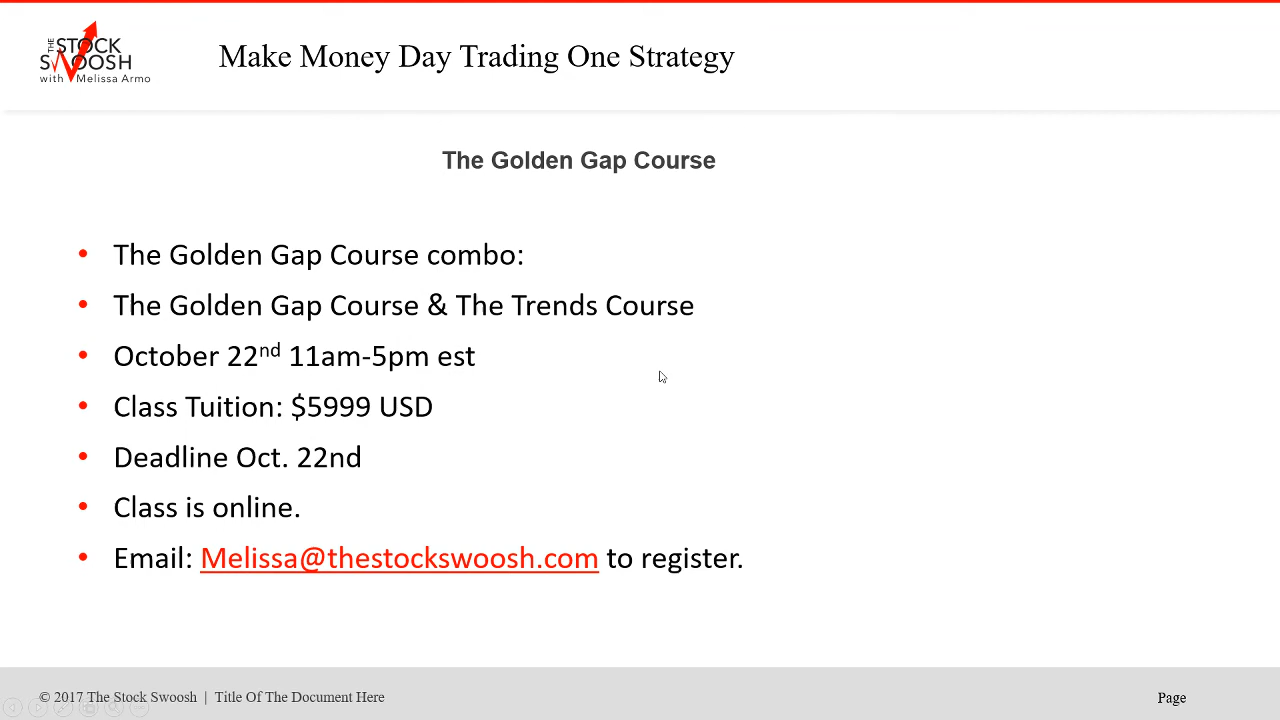 THE STOCK
SWOOSH
with Melissa Armo
Make Money Day Trading One Strategy
The Golden Gap Course
• The Golden Gap Course combo:
• The Golden Gap Course & The Trends Course
• October 22nd 11am-5pm est
• Class Tuition: $5999 USD
• Deadline Oct. 22nd
• Class is online.
• Email: Melissa@thestockswoosh.com to register.
© 2017 The Stock Swoosh | Title Of The Document Here
Page